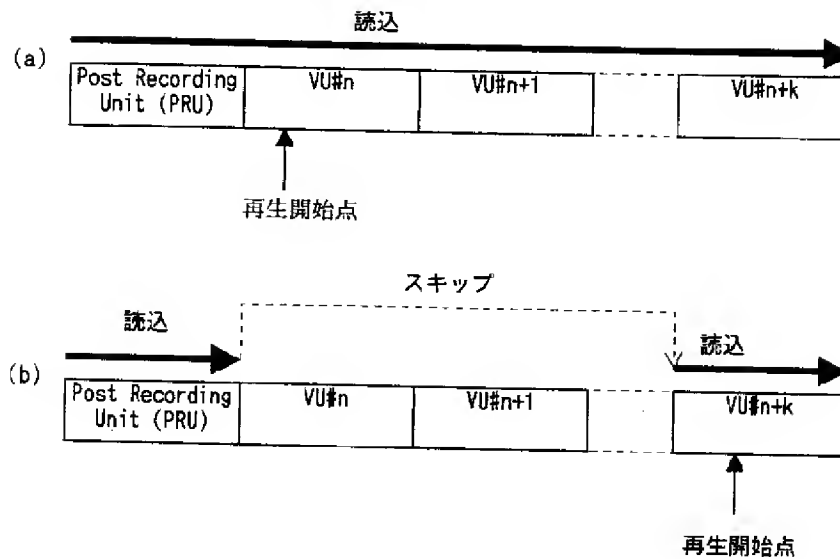 読込
(a)
Post Recording
Unit (PRU)
VU#n
VU#n+1
VU#n+k
再生開始点
スキップ
読込
読込
(b)
Post Recording
Unit (PRU)
VU#n
VU#n+1
VU#n+k
再生開始点